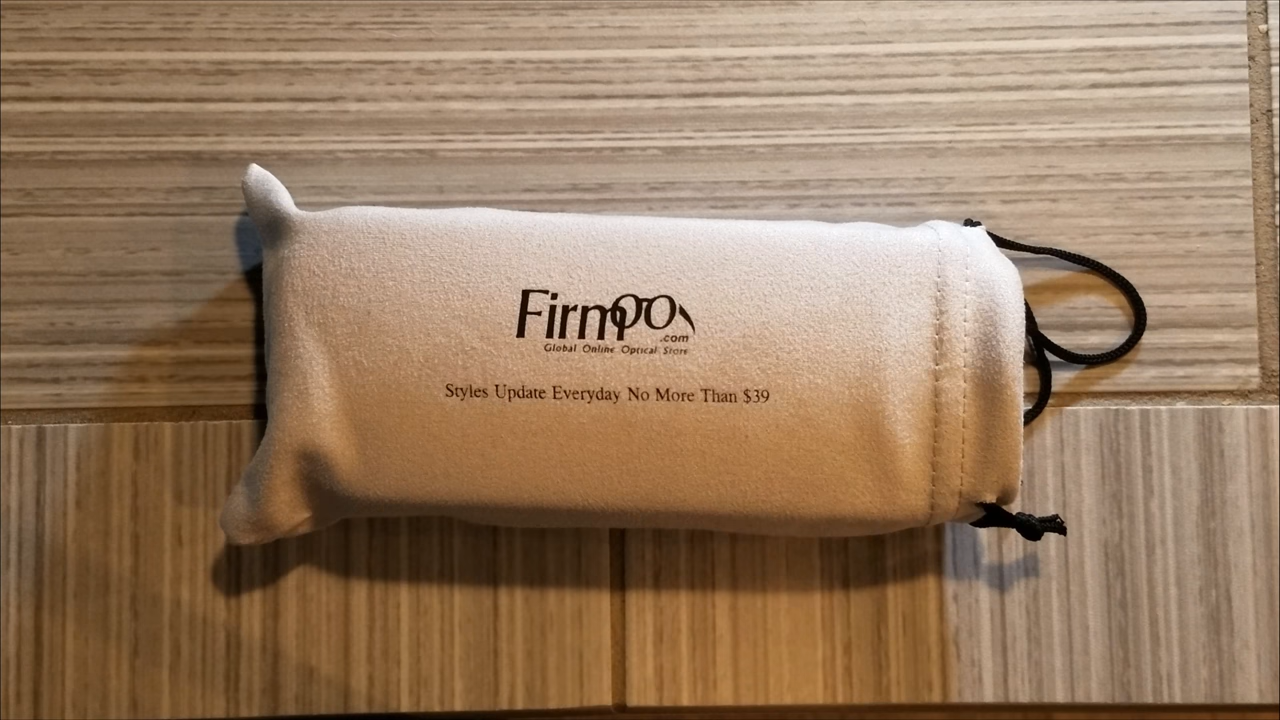 Firmoo
.com
Global Online Optical Store
Styles Update Everyday No More Than $39